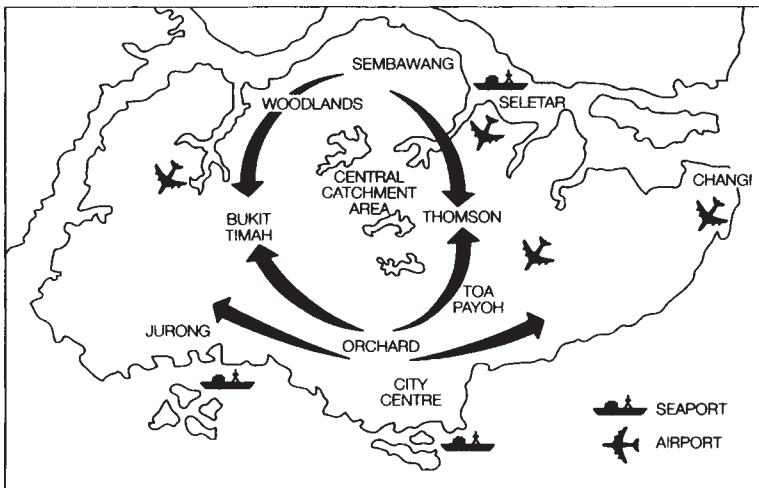 SEMBAWANG
WOODLANDS
SELETAR
CENTRAL
CATCHMENT
AREA
CHANGI
BUKIT
TIMAH
THOMSON
TOA
PAYOH
JURONG
ORCHARD
CITY
CENTRE
SEAPORT
AIRPORT